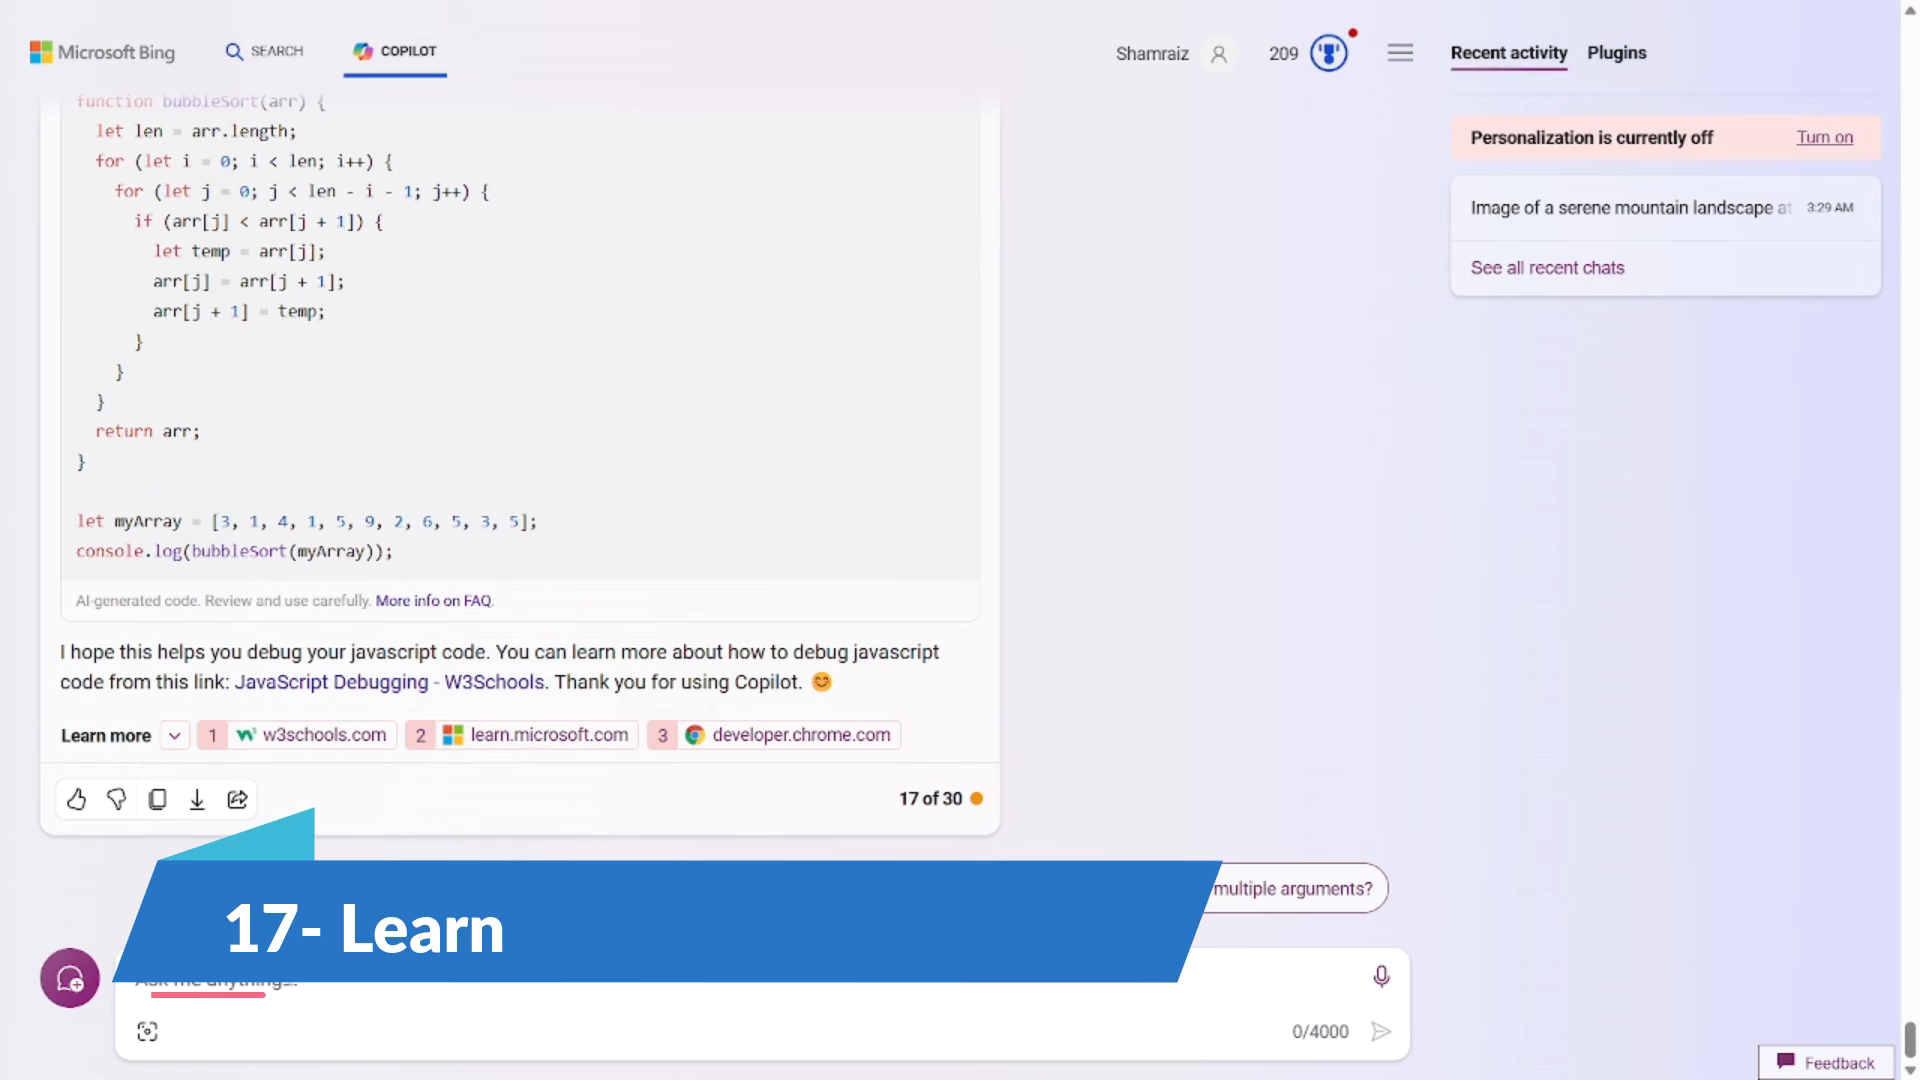 Microsoft Bing
SEARCH
COPILOT
Shamraiz
209
Recent activity
Plugins
Personalization is currently off
Turn on
Image of a serene mountain landscape at
3:29 AM
See all recent chats
function bubbleSort(arr) {
let len = arr.length;
for (let i = 0; i < len; i++) {
for (let j = 0; j < len - i - 1; j++) {
if (arr[j] < arr[j + 1]) {
let temp = arr[j];
arr[j] = arr[j + 1];
arr[j + 1] = temp;
}
}
}
return arr;
}
let myArray = [3, 1, 4, 1, 5, 9, 2, 6, 5, 3, 5];
console.log(bubbleSort(myArray));
AI-generated code. Review and use carefully. More info on FAQ.
I hope this helps you debug your javascript code. You can learn more about how to debug javascript
code from this link: JavaScript Debugging - W3Schools. Thank you for using Copilot. 😊
Learn more
1 w3schools.com
2 learn.microsoft.com
3 developer.chrome.com
17 of 30
multiple arguments?
17- Learn
Ask me anything...
0/4000
Feedback